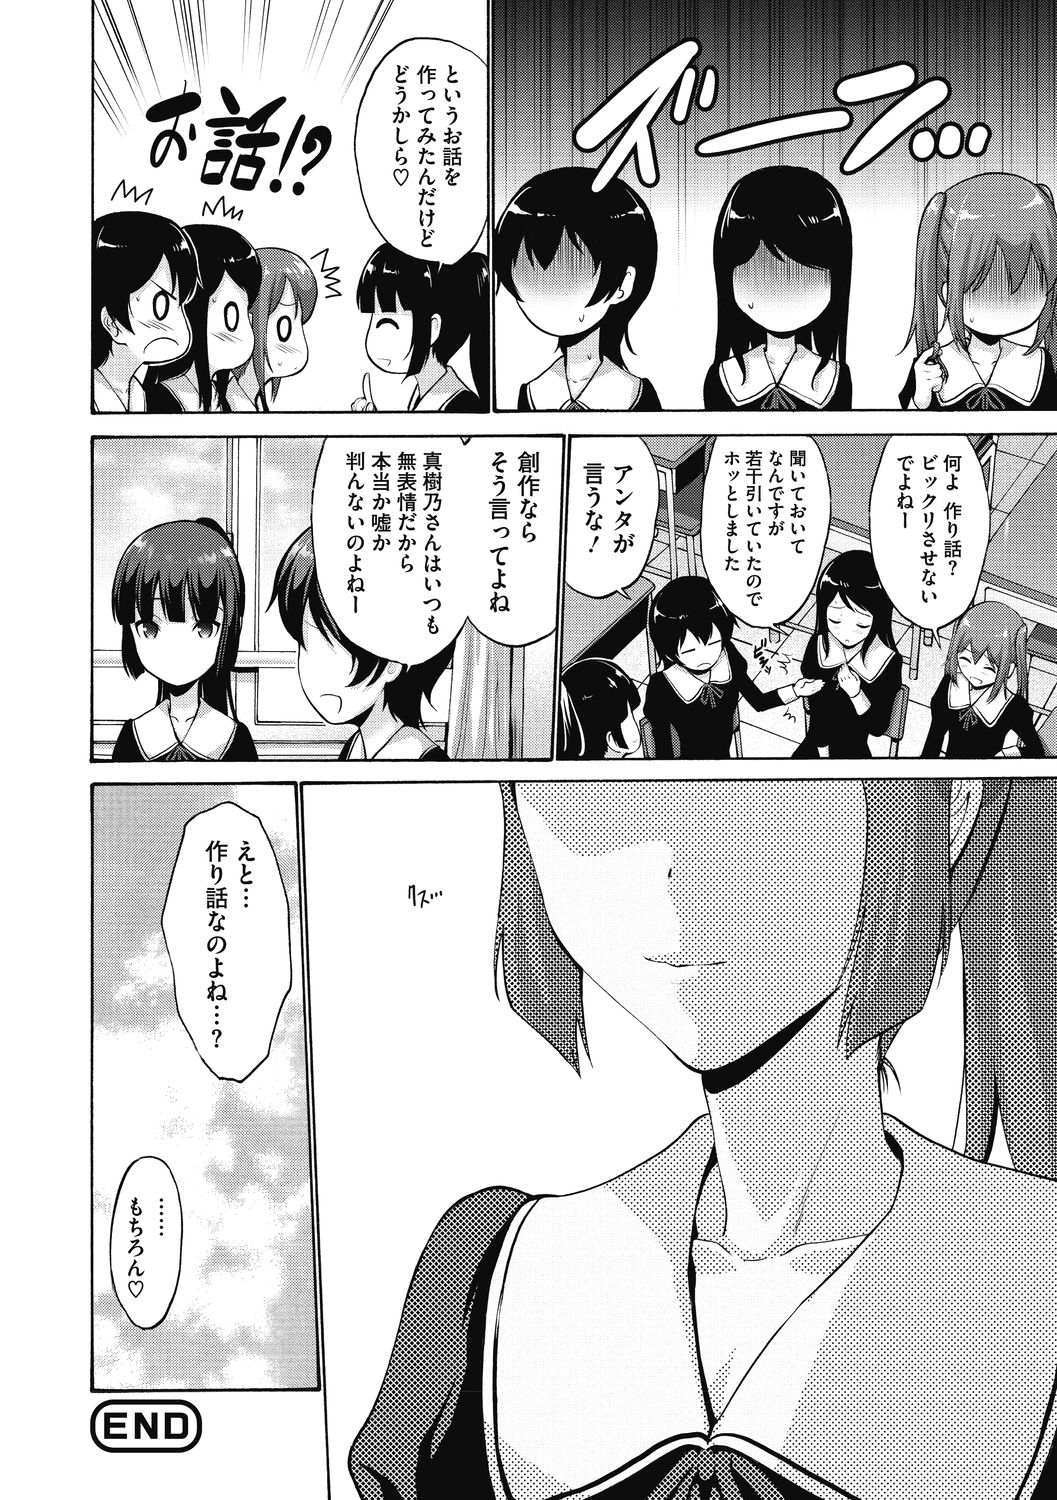 ズーン…
というお話を
作ってみたんだけど
どうかしら♡
お話!?
何よ 作り話?
ビックリさせない
でよねー
聞いておいて
なんですが
若干引いていたので
ホッとしました
アンタが
言うな!
ビシッ
創作なら
そう言ってよね
真樹乃さんはいつも
無表情だから
本当か嘘か
判んないのよねー
クス…
えと…
作り話なのよね…?
……
もちろん♡
END